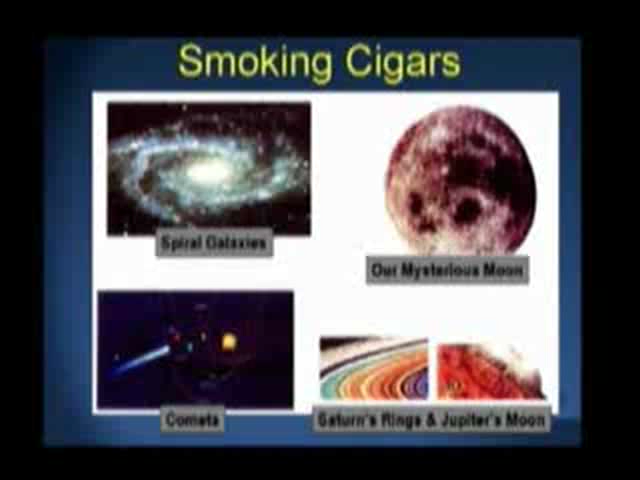 Smoking Cigars
Spiral Galaxies
Our Mysterious Moon
Comets
Saturn's Rings & Jupiter's Moon